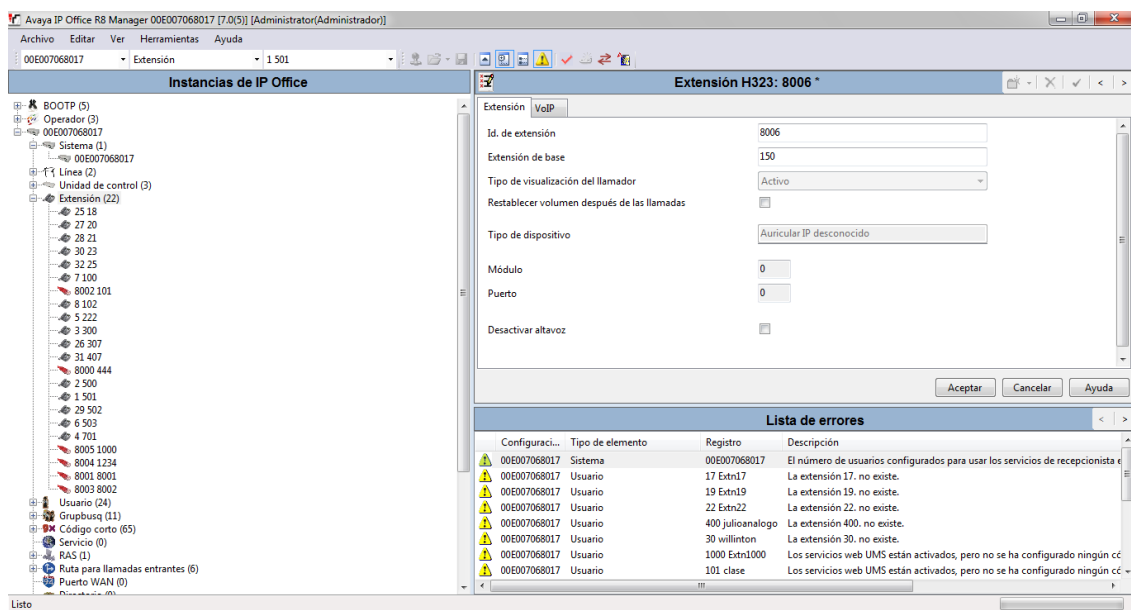 Avaya IP Office R8 Manager 00E007068017 [7.0(5)] [Administrator(Administrador)]
Archivo Editar Ver Herramientas Ayuda
00E007068017 Extensión 1 501
Instancias de IP Office
BOOTP (5)
Operador (3)
00E007068017
Sistema (1)
00E007068017
Línea (2)
Unidad de control (3)
Extensión (22)
25 18
27 20
28 21
30 23
32 25
7 100
8002 101
8 102
5 222
3 300
26 307
31 407
8000 444
2 500
1 501
29 502
6 503
4 701
8005 1000
8004 1234
8001 8001
8003 8002
Usuario (24)
Grupbusq (11)
Código corto (65)
Servicio (0)
RAS (1)
Ruta para llamadas entrantes (6)
Puerto WAN (0)
Directorio (0)
Extensión H323: 8006 *
Extensión VoIP
Id. de extensión 8006
Extensión de base 150
Tipo de visualización del llamador Activo
Restablecer volumen después de las llamadas
Tipo de dispositivo Auricular IP desconocido
Módulo 0
Puerto 0
Desactivar altavoz
Aceptar Cancelar Ayuda
Lista de errores
Configuraci... Tipo de elemento Registro Descripción
00E007068017 Sistema 00E007068017 El número de usuarios configurados para usar los servicios de recepcionista e
00E007068017 Usuario 17 Extn17 La extensión 17. no existe.
00E007068017 Usuario 19 Extn19 La extensión 19. no existe.
00E007068017 Usuario 22 Extn22 La extensión 22. no existe.
00E007068017 Usuario 400 julioanalogo La extensión 400. no existe.
00E007068017 Usuario 30 willinton La extensión 30. no existe.
00E007068017 Usuario 1000 Extn1000 Los servicios web UMS están activados, pero no se ha configurado ningún có
00E007068017 Usuario 101 clase Los servicios web UMS están activados, pero no se ha configurado ningún có
Listo